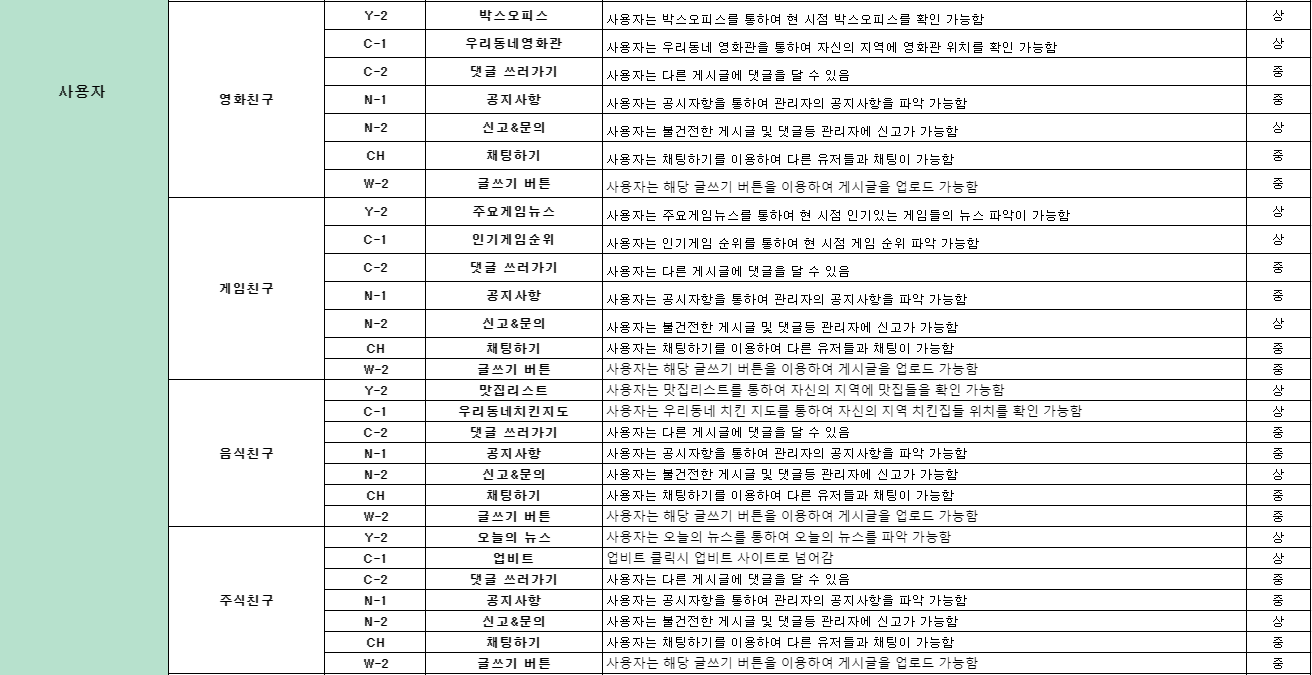 사용자
영화친구
Y-2 박스오피스 사용자는 박스오피스를 통하여 현 시점 박스오피스를 확인 가능함 상
C-1 우리동네영화관 사용자는 우리동네 영화관을 통하여 자신의 지역에 영화관 위치를 확인 가능함 상
C-2 댓글 쓰러가기 사용자는 다른 게시글에 댓글을 달 수 있음 중
N-1 공지사항 사용자는 공시자항을 통하여 관리자의 공지사항을 파악 가능함 중
N-2 신고&문의 사용자는 불건전한 게시글 및 댓글등 관리자에 신고가 가능함 상
CH 채팅하기 사용자는 채팅하기를 이용하여 다른 유저들과 채팅이 가능함 중
W-2 글쓰기 버튼 사용자는 해당 글쓰기 버튼을 이용하여 게시글을 업로드 가능함 중
게임친구
Y-2 주요게임뉴스 사용자는 주요게임뉴스를 통하여 현 시점 인기있는 게임들의 뉴스 파악이 가능함 상
C-1 인기게임순위 사용자는 인기게임 순위를 통하여 현 시점 게임 순위 파악 가능함 상
C-2 댓글 쓰러가기 사용자는 다른 게시글에 댓글을 달 수 있음 중
N-1 공지사항 사용자는 공시자항을 통하여 관리자의 공지사항을 파악 가능함 중
N-2 신고&문의 사용자는 불건전한 게시글 및 댓글등 관리자에 신고가 가능함 상
CH 채팅하기 사용자는 채팅하기를 이용하여 다른 유저들과 채팅이 가능함 중
W-2 글쓰기 버튼 사용자는 해당 글쓰기 버튼을 이용하여 게시글을 업로드 가능함 중
음식친구
Y-2 맛집리스트 사용자는 맛집리스트를 통하여 자신의 지역에 맛집들을 확인 가능함 상
C-1 우리동네치킨지도 사용자는 우리동네 치킨 지도를 통하여 자신의 지역 치킨집들 위치를 확인 가능함 상
C-2 댓글 쓰러가기 사용자는 다른 게시글에 댓글을 달 수 있음 중
N-1 공지사항 사용자는 공시자항을 통하여 관리자의 공지사항을 파악 가능함 중
N-2 신고&문의 사용자는 불건전한 게시글 및 댓글등 관리자에 신고가 가능함 상
CH 채팅하기 사용자는 채팅하기를 이용하여 다른 유저들과 채팅이 가능함 중
W-2 글쓰기 버튼 사용자는 해당 글쓰기 버튼을 이용하여 게시글을 업로드 가능함 중
주식친구
Y-2 오늘의 뉴스 사용자는 오늘의 뉴스를 통하여 오늘의 뉴스를 파악 가능함 상
C-1 업비트 업비트 클릭시 업비트 사이트로 넘어감 상
C-2 댓글 쓰러가기 사용자는 다른 게시글에 댓글을 달 수 있음 중
N-1 공지사항 사용자는 공시자항을 통하여 관리자의 공지사항을 파악 가능함 중
N-2 신고&문의 사용자는 불건전한 게시글 및 댓글등 관리자에 신고가 가능함 상
CH 채팅하기 사용자는 채팅하기를 이용하여 다른 유저들과 채팅이 가능함 중
W-2 글쓰기 버튼 사용자는 해당 글쓰기 버튼을 이용하여 게시글을 업로드 가능함 중